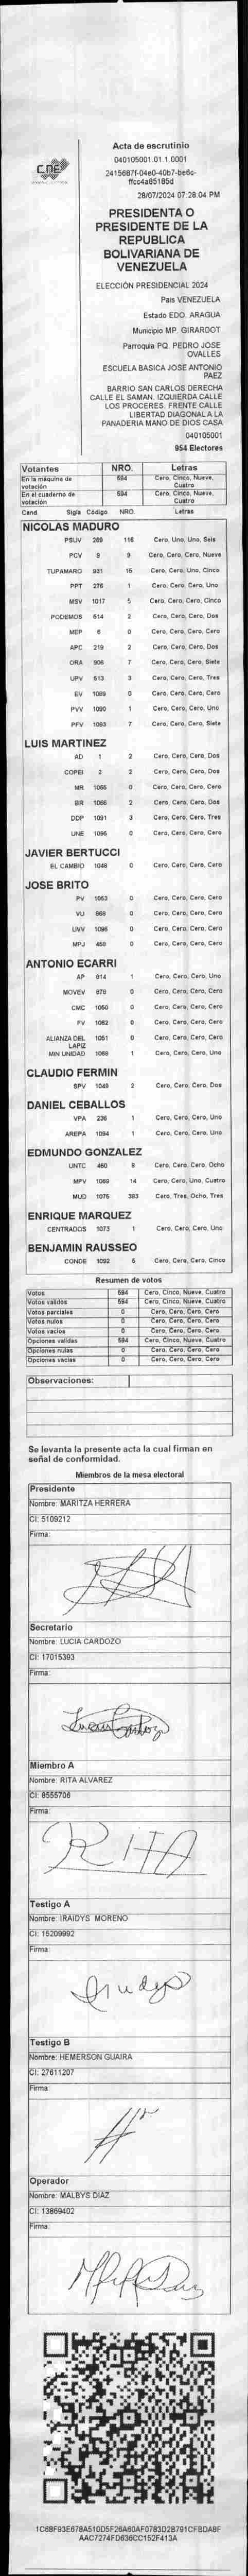 CNE
Acta de escrutinio
040105001.01.1.0001
28/07/2024 07:28:04 PM
PRESIDENTA O
PRESIDENTE DE LA
REPUBLICA
BOLIVARIANA DE
VENEZUELA
ELECCIÓN PRESIDENCIAL 2024
Pais VENEZUELA
Estado EDO. ARAGUA
Municipio MP. GIRARDOT
Parroquia PQ. PEDRO JOSE
OVALLES
ESCUELA BASICA JOSE ANTONIO
PAEZ
BARRIO SAN CARLOS DERECHA
CALLE EL SAMAN. IZQUIERDA CALLE
LOS PROCERES. FRENTE CALLE
LIBERTAD DIAGONAL A LA
PANADERIA MANO DE DIOS CASA
040105001
954 Electores
Votantes NRO. Letras
En la máquina de votación 594 Cero, Cinco, Nueve, Cuatro
En el cuaderno de votación 594 Cero, Cinco, Nueve, Cuatro
Cand Sigla Código NRO. Letras
NICOLAS MADURO
PSUV 269 116 Cero, Uno, Uno, Seis
PCV 9 9 Cero, Cero, Cero, Nueve
TUPAMARO 931 15 Cero, Cero, Uno, Cinco
PPT 276 1 Cero, Cero, Cero, Uno
MSV 1017 5 Cero, Cero, Cero, Cinco
PODEMOS 614 2 Cero, Cero, Cero, Dos
MEP 6 0 Cero, Cero, Cero, Cero
APC 219 2 Cero, Cero, Cero, Dos
ORA 906 7 Cero, Cero, Cero, Siete
UPV 513 3 Cero, Cero, Cero, Tres
EV 1089 0 Cero, Cero, Cero, Cero
PVV 1090 1 Cero, Cero, Cero, Uno
PFV 1093 7 Cero, Cero, Cero, Siete
LUIS MARTINEZ
AD 1 2 Cero, Cero, Cero, Dos
COPEI 2 2 Cero, Cero, Cero, Dos
MR 1065 0 Cero, Cero, Cero, Cero
BR 1066 2 Cero, Cero, Cero, Dos
DDP 1091 3 Cero, Cero, Cero, Tres
UNE 1095 0 Cero, Cero, Cero, Cero
JAVIER BERTUCCI
EL CAMBIO 1048 0 Cero, Cero, Cero, Cero
JOSE BRITO
PV 1053 0 Cero, Cero, Cero, Cero
VU 868 0 Cero, Cero, Cero, Cero
UVV 1096 0 Cero, Cero, Cero, Cero
MPJ 458 0 Cero, Cero, Cero, Cero
ANTONIO ECARRI
AP 814 1 Cero, Cero, Cero, Uno
MOVEV 878 0 Cero, Cero, Cero, Cero
CMC 1050 0 Cero, Cero, Cero, Cero
FV 1062 0 Cero, Cero, Cero, Cero
ALIANZA DEL LAPIZ 1051 0 Cero, Cero, Cero, Cero
MIN UNIDAD 1068 1 Cero, Cero, Cero, Uno
CLAUDIO FERMIN
SPV 1049 2 Cero, Cero, Cero, Dos
DANIEL CEBALLOS
VPA 236 1 Cero, Cero, Cero, Uno
AREPA 1094 1 Cero, Cero, Cero, Uno
EDMUNDO GONZALEZ
UNTC 460 8 Cero, Cero, Cero, Ocho
MPV 1069 14 Cero, Cero, Uno, Cuatro
MUD 1075 383 Cero, Tres, Ocho, Tres
ENRIQUE MARQUEZ
CENTRADOS 1073 1 Cero, Cero, Cero, Uno
BENJAMIN RAUSSEO
CONDE 1092 5 Cero, Cero, Cero, Cinco
Resumen de votos
Votos 594 Cero, Cinco, Nueve, Cuatro
Votos validos 594 Cero, Cinco, Nueve, Cuatro
Votos parciales 0 Cero, Cero, Cero, Cero
Votos nulos 0 Cero, Cero, Cero, Cero
Votos vacios 0 Cero, Cero, Cero, Cero
Opciones validas 594 Cero, Cinco, Nueve, Cuatro
Opciones nulas 0 Cero, Cero, Cero, Cero
Opciones vacias 0 Cero, Cero, Cero, Cero
Observaciones:
Se levanta la presente acta la cual firman en
señal de conformidad.
Miembros de la mesa electoral
Presidente
Nombre: MARITZA HERRERA
CI: 5109212
Firma:
Secretario
Nombre: LUCIA CARDOZO
CI: 17015393
Firma:
Lucia Cardozo
Miembro A
Nombre: RITA ALVAREZ
CI: 8555706
Firma:
RITA
Testigo A
Nombre: IRAIDYS MORENO
CI: 15209992
Firma:
Testigo B
Nombre: HEMERSON GUAIRA
CI: 27611207
Firma:
Operador
Nombre: MALBYS DIAZ
CI: 13869402
Firma: